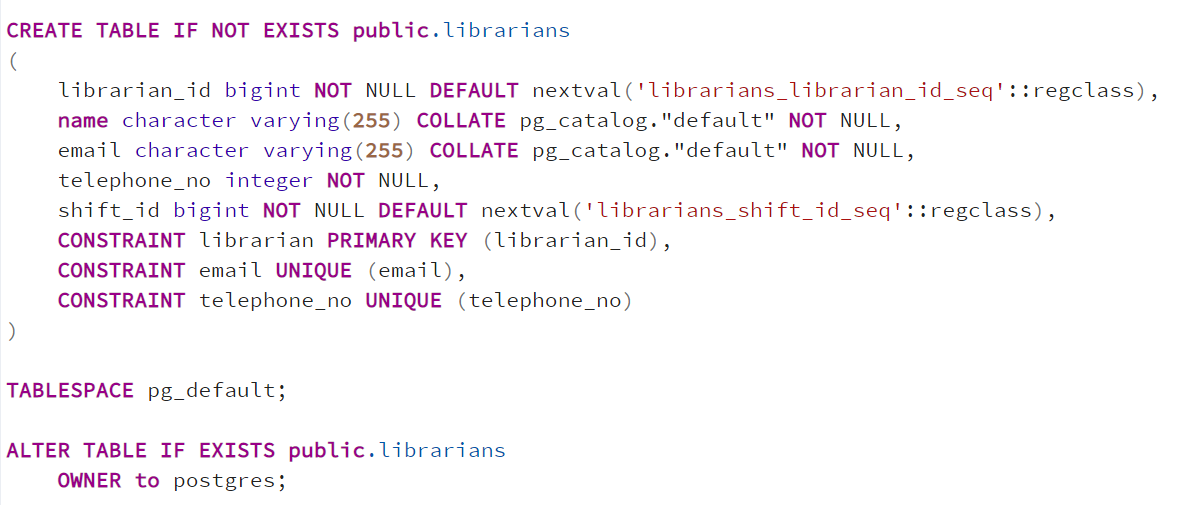 CREATE TABLE IF NOT EXISTS public.librarians
(
    librarian_id bigint NOT NULL DEFAULT nextval('librarians_librarian_id_seq'::regclass),
    name character varying(255) COLLATE pg_catalog."default" NOT NULL,
    email character varying(255) COLLATE pg_catalog."default" NOT NULL,
    telephone_no integer NOT NULL,
    shift_id bigint NOT NULL DEFAULT nextval('librarians_shift_id_seq'::regclass),
    CONSTRAINT librarian PRIMARY KEY (librarian_id),
    CONSTRAINT email UNIQUE (email),
    CONSTRAINT telephone_no UNIQUE (telephone_no)
)
TABLESPACE pg_default;
ALTER TABLE IF EXISTS public.librarians
    OWNER to postgres;